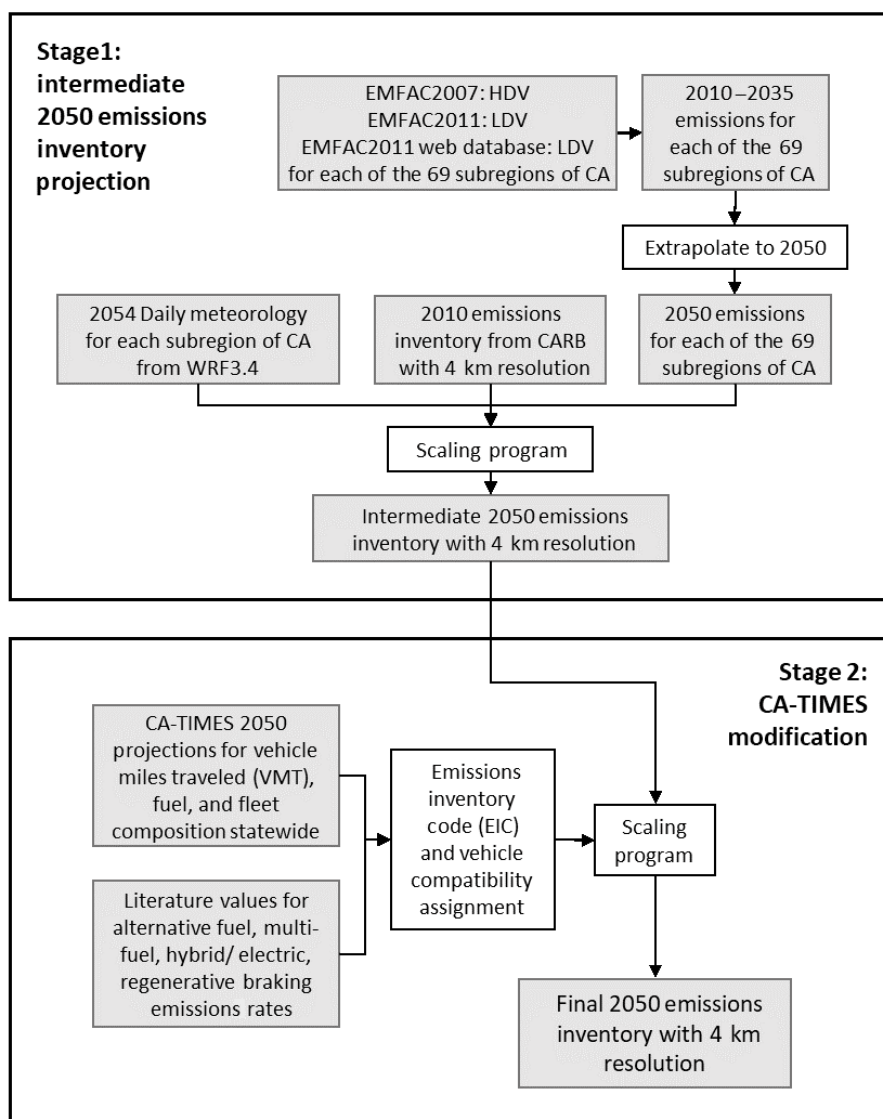 Stage1:
intermediate
2050 emissions
inventory
projection
EMFAC2007: HDV
EMFAC2011: LDV
EMFAC2011 web database: LDV
for each of the 69 subregions of CA
2010 –2035
emissions for
each of the 69
subregions of CA
Extrapolate to 2050
2054 Daily meteorology
for each subregion of CA
from WRF3.4
2010 emissions
inventory from CARB
with 4 km resolution
2050 emissions
for each of the 69
subregions of CA
Scaling program
Intermediate 2050 emissions
inventory with 4 km resolution
Stage 2:
CA-TIMES
modification
CA-TIMES 2050
projections for vehicle
miles traveled (VMT),
fuel, and fleet
composition statewide
Literature values for
alternative fuel, multi-
fuel, hybrid/ electric,
regenerative braking
emissions rates
Emissions
inventory
code (EIC)
and vehicle
compatibility
assignment
Scaling
program
Final 2050 emissions
inventory with 4 km
resolution